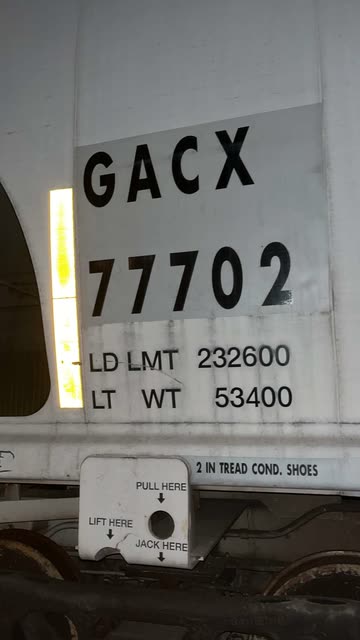 GACX
77702
LD LMT 232600
LT WT 53400
2 IN TREAD COND. SHOES
PULL HERE
LIFT HERE
JACK HERE